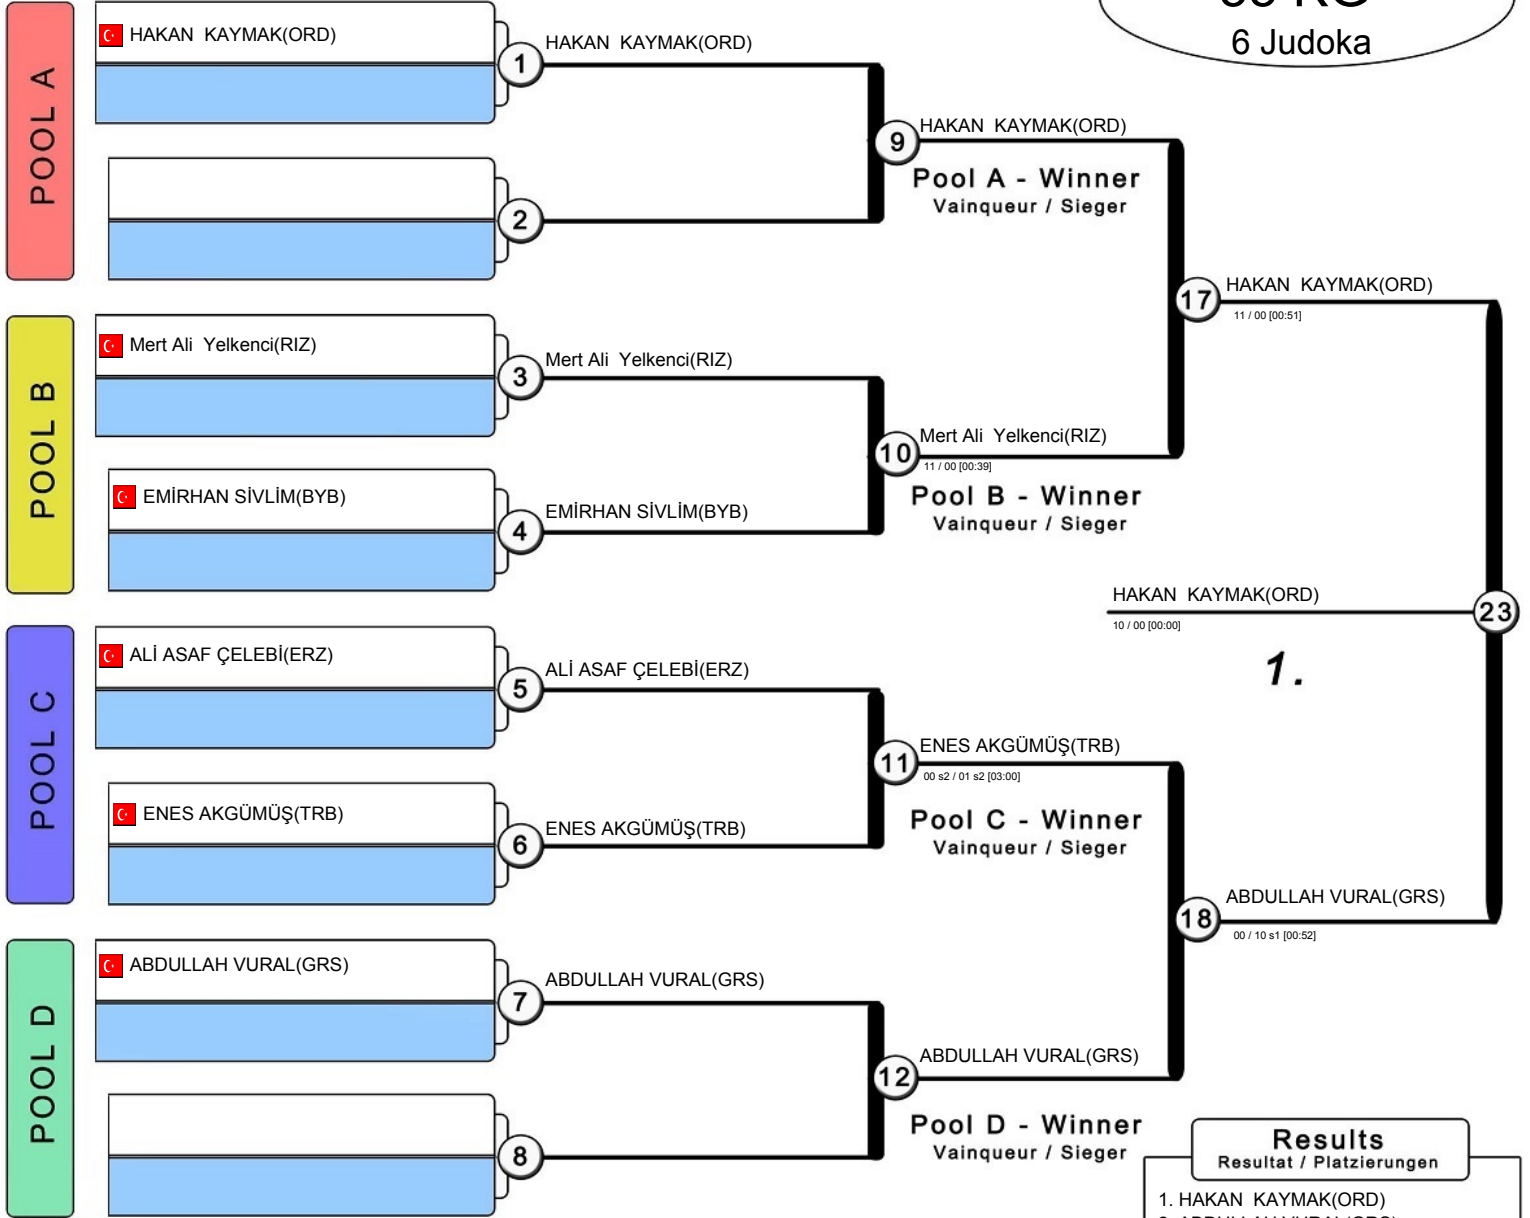 6 Judoka
POOL A
HAKAN KAYMAK(ORD)
1
HAKAN KAYMAK(ORD)
2
9
HAKAN KAYMAK(ORD)
Pool A - Winner
Vainqueur / Sieger
POOL B
Mert Ali Yelkenci(RIZ)
3
Mert Ali Yelkenci(RIZ)
EMİRHAN SİVLİM(BYB)
4
EMİRHAN SİVLİM(BYB)
10
Mert Ali Yelkenci(RIZ)
11 / 00 [00:39]
Pool B - Winner
Vainqueur / Sieger
17
HAKAN KAYMAK(ORD)
11 / 00 [00:51]
HAKAN KAYMAK(ORD)
10 / 00 [00:00]
23
1.
POOL C
ALİ ASAF ÇELEBİ(ERZ)
5
ALİ ASAF ÇELEBİ(ERZ)
ENES AKGÜMÜŞ(TRB)
6
ENES AKGÜMÜŞ(TRB)
11
ENES AKGÜMÜŞ(TRB)
00 s2 / 01 s2 [03:00]
Pool C - Winner
Vainqueur / Sieger
18
ABDULLAH VURAL(GRS)
00 / 10 s1 [00:52]
POOL D
ABDULLAH VURAL(GRS)
7
ABDULLAH VURAL(GRS)
8
12
ABDULLAH VURAL(GRS)
Pool D - Winner
Vainqueur / Sieger
Results
Resultat / Platzierungen
1. HAKAN KAYMAK(ORD)